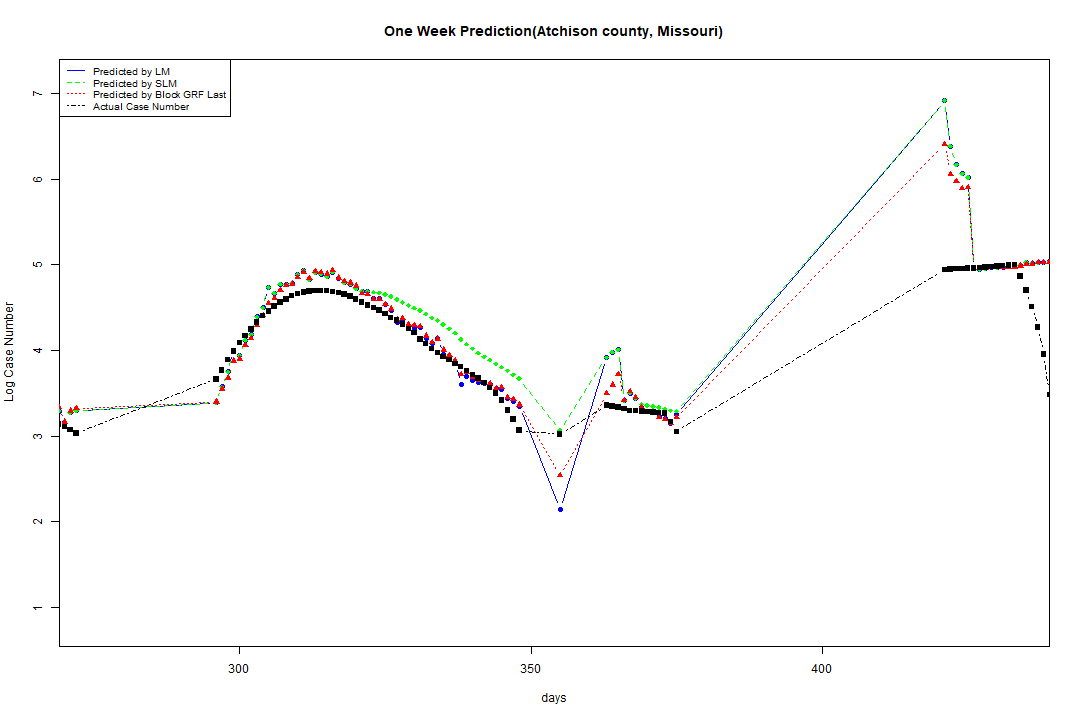 One Week Prediction(Atchison county, Missouri)
Predicted by LM
Predicted by SLM
Predicted by Block GRF Last
Actual Case Number
7
6
5
4
3
2
1
Log Case Number
300 350 400
days